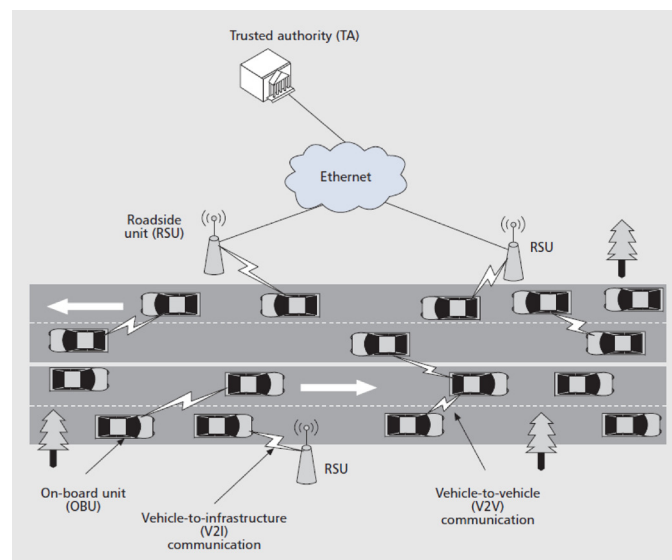 Trusted authority (TA)
Ethernet
Roadside
unit (RSU)
RSU
RSU
On-board unit
(OBU)
Vehicle-to-infrastructure
(V2I)
communication
Vehicle-to-vehicle
(V2V)
communication